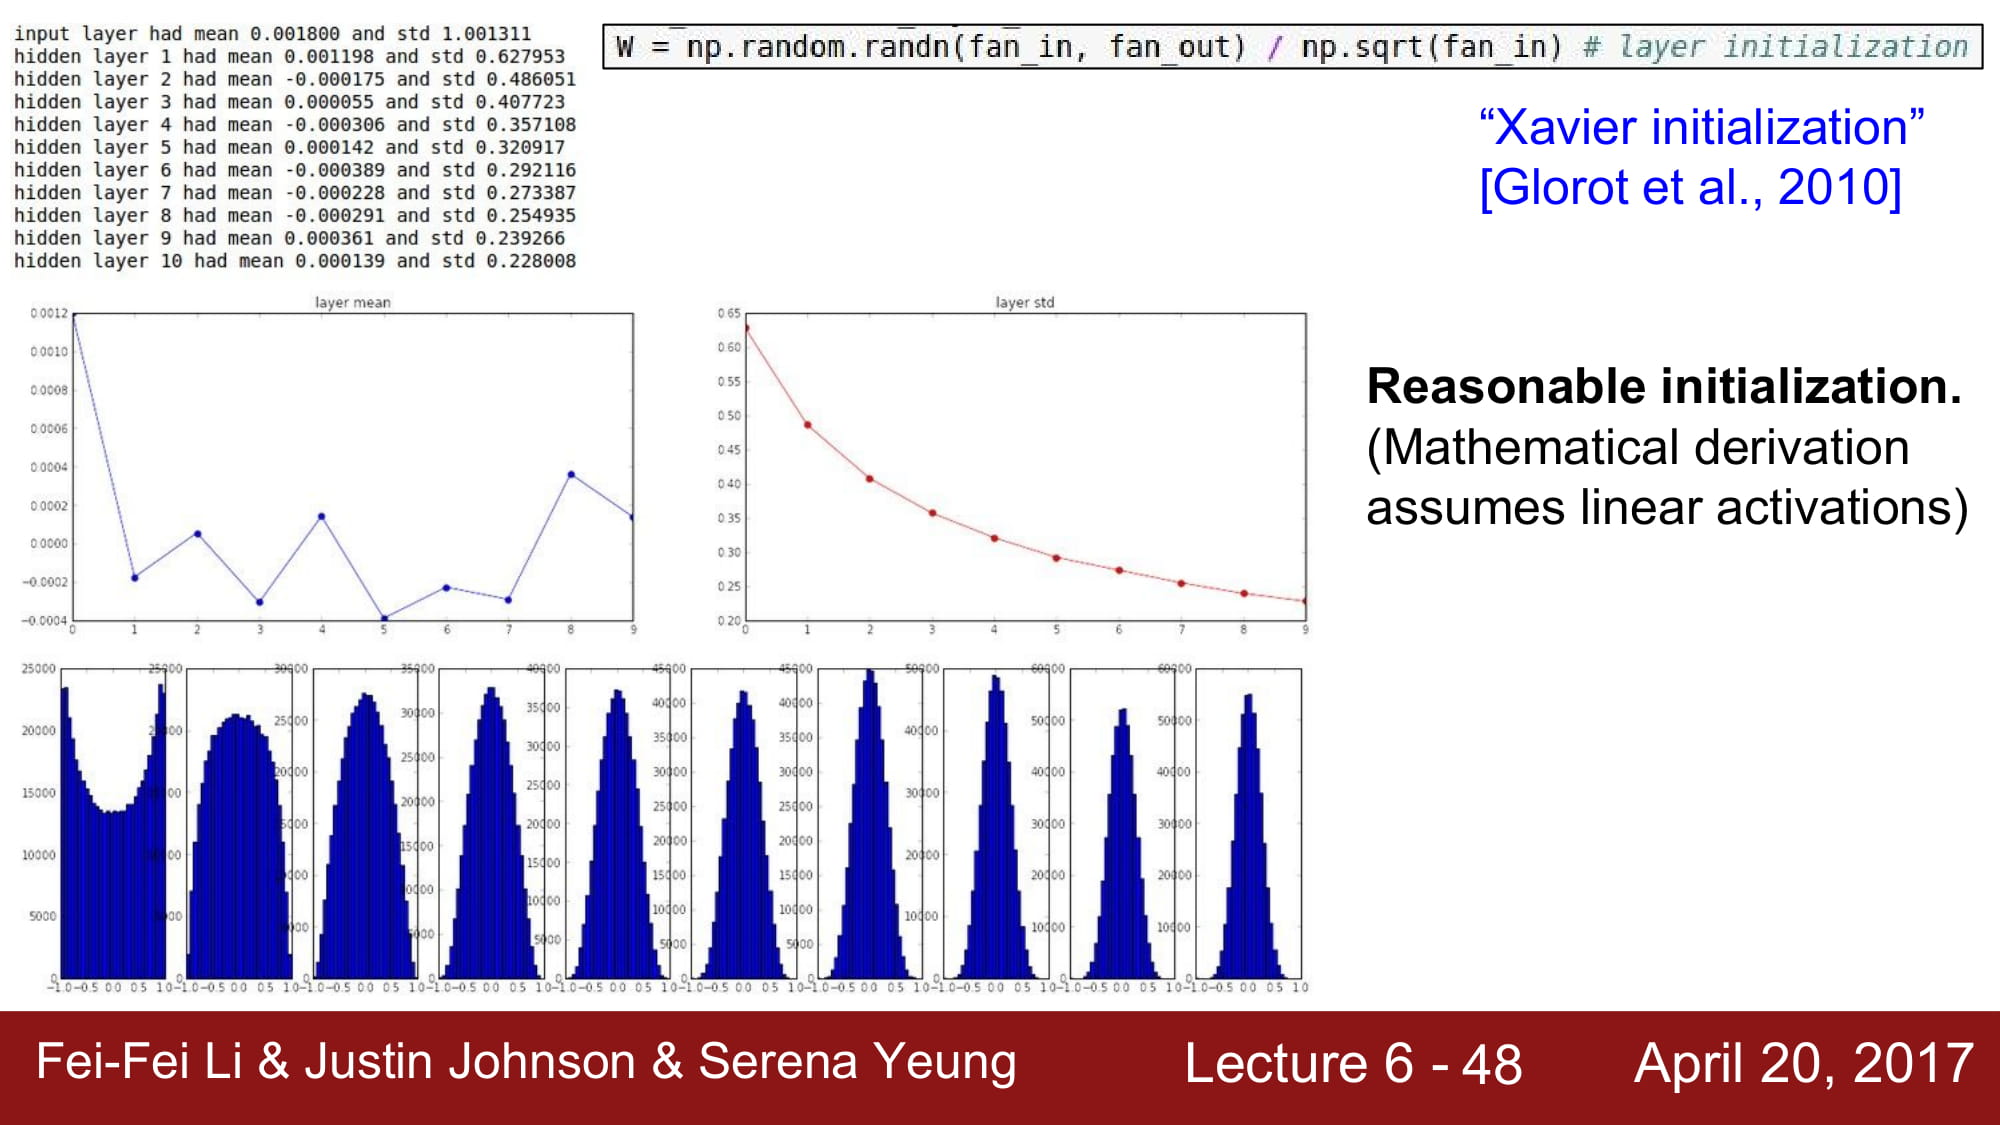 input layer had mean 0.001800 and std 1.001311
hidden layer 1 had mean 0.001198 and std 0.627953
hidden layer 2 had mean -0.000175 and std 0.486051
hidden layer 3 had mean 0.000055 and std 0.407723
hidden layer 4 had mean -0.000306 and std 0.357108
hidden layer 5 had mean 0.000142 and std 0.320917
hidden layer 6 had mean -0.000389 and std 0.292116
hidden layer 7 had mean -0.000228 and std 0.273387
hidden layer 8 had mean -0.000291 and std 0.254935
hidden layer 9 had mean 0.000361 and std 0.239266
hidden layer 10 had mean 0.000139 and std 0.228008
W = np.random.randn(fan_in, fan_out) / np.sqrt(fan_in) # layer initialization
“Xavier initialization”
[Glorot et al., 2010]
layer mean
0.0012
0.0010
0.0008
0.0006
0.0004
0.0002
0.0000
−0.0002
−0.0004
0 1 2 3 4 5 6 7 8 9
layer std
0.65
0.60
0.55
0.50
0.45
0.40
0.35
0.30
0.25
0.20
0 1 2 3 4 5 6 7 8 9
Reasonable initialization.
(Mathematical derivation
assumes linear activations)
25000
20000
15000
10000
5000
0
−1.0 −0.5 0.0 0.5 1.0
Fei-Fei Li & Justin Johnson & Serena Yeung
Lecture 6 - 48
April 20, 2017